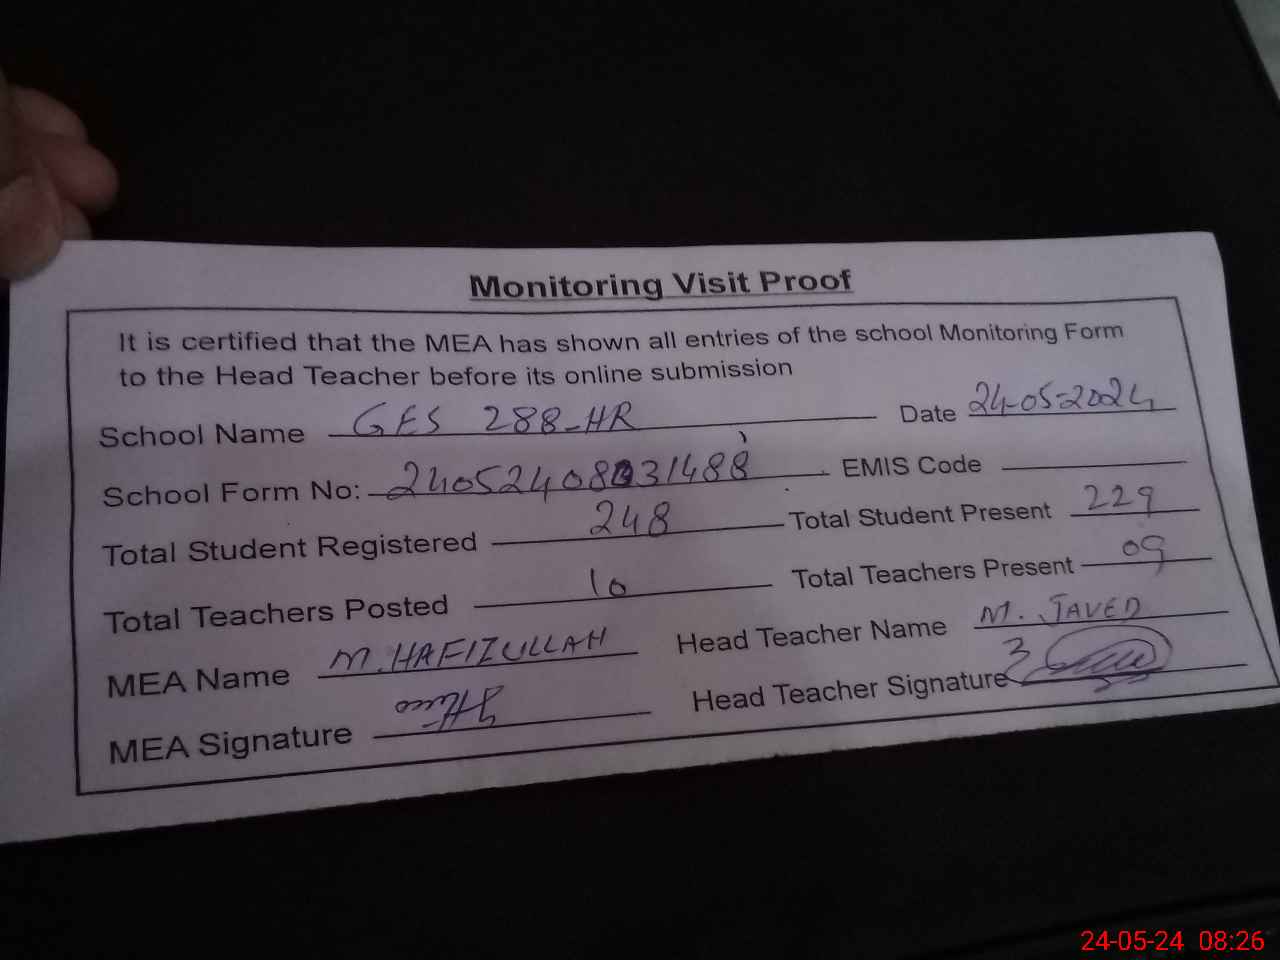 Monitoring Visit Proof
It is certified that the MEA has shown all entries of the school Monitoring Form
to the Head Teacher before its online submission
School Name GES 288-HR Date 24-05-2024
School Form No: 24052408031488 EMIS Code
Total Student Registered 248 Total Student Present 229
Total Teachers Posted 10 Total Teachers Present 09
MEA Name M.HAFIZULLAH Head Teacher Name M. JAVED
MEA Signature Head Teacher Signature
24-05-24 08:26